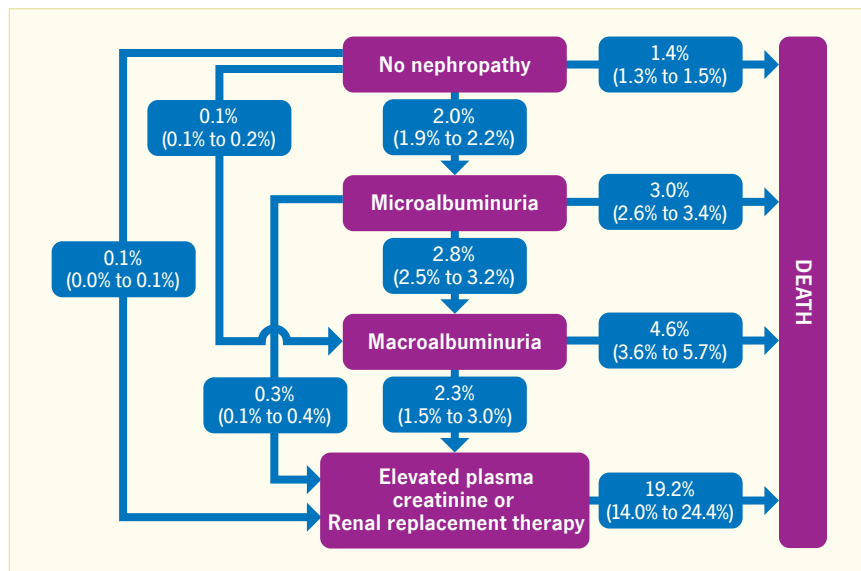 No nephropathy
1.4%
(1.3% to 1.5%)
0.1%
(0.1% to 0.2%)
2.0%
(1.9% to 2.2%)
Microalbuminuria
3.0%
(2.6% to 3.4%)
0.1%
(0.0% to 0.1%)
2.8%
(2.5% to 3.2%)
DEATH
Macroalbuminuria
4.6%
(3.6% to 5.7%)
0.3%
(0.1% to 0.4%)
2.3%
(1.5% to 3.0%)
Elevated plasma
creatinine or
Renal replacement therapy
19.2%
(14.0% to 24.4%)